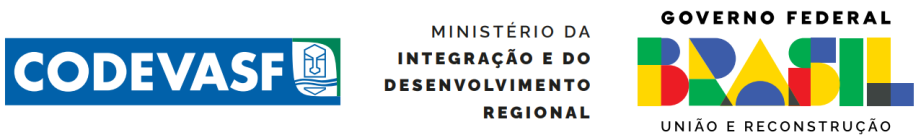 CODEVASF
MINISTÉRIO DA
INTEGRAÇÃO E DO
DESENVOLVIMENTO
REGIONAL
GOVERNO FEDERAL
BRASIL
UNIÃO E RECONSTRUÇÃO